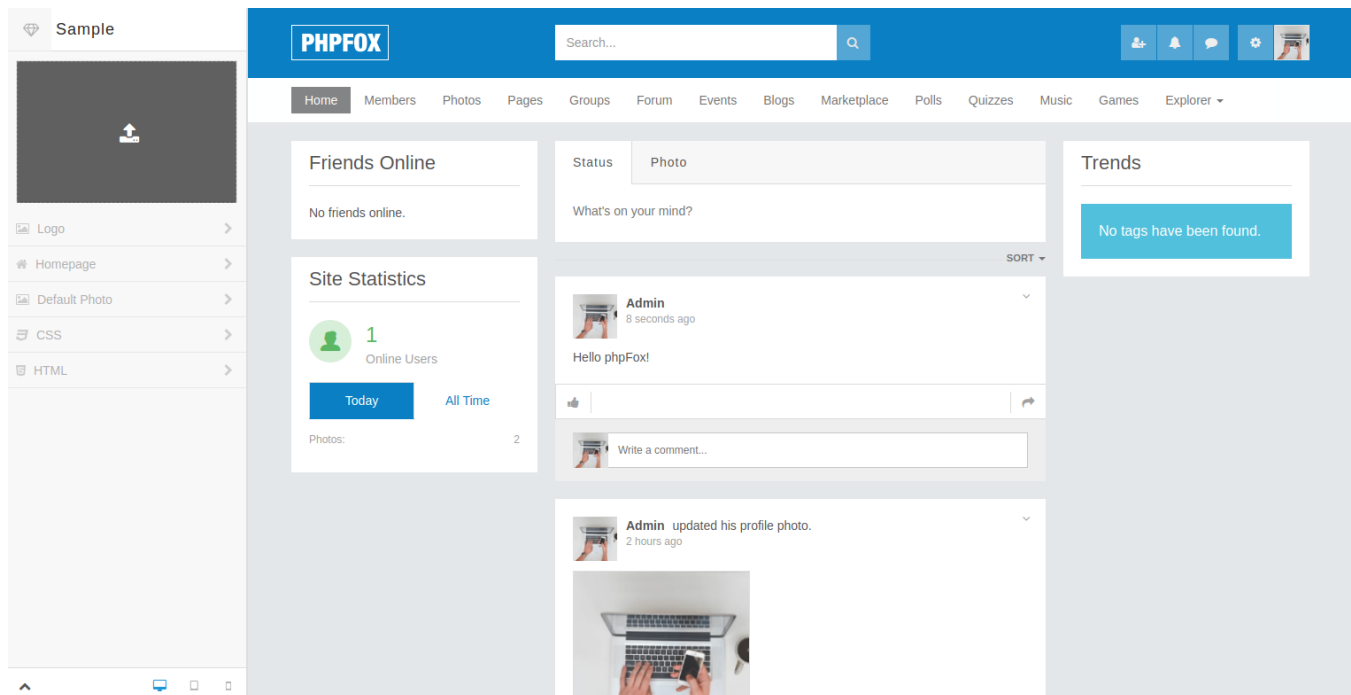 Sample
Logo
Homepage
Default Photo
CSS
HTML
PHPFOX
Search...
Home Members Photos Pages Groups Forum Events Blogs Marketplace Polls Quizzes Music Games Explorer
Friends Online
No friends online.
Site Statistics
1
Online Users
Today All Time
Photos: 2
Status Photo
What's on your mind?
SORT
Admin
8 seconds ago
Hello phpFox!
Write a comment...
Admin updated his profile photo.
2 hours ago
Trends
No tags have been found.